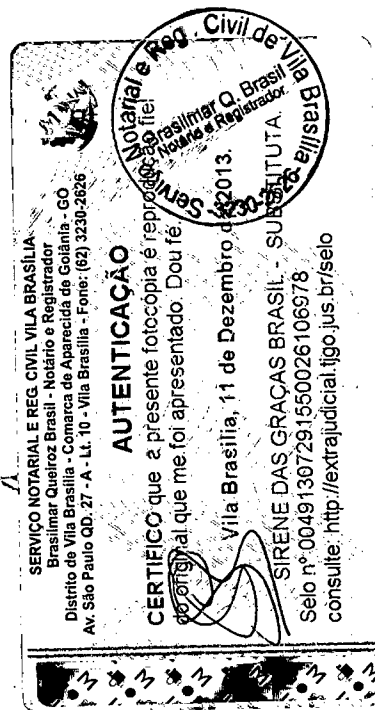 SERVIÇO NOTARIAL E REG. CIVIL VILA BRASÍLIA
Brasilmar Queiroz Brasil - Notário e Registrador
Distrito de Vila Brasília - Comarca de Aparecida de Goiânia - GO
Av. São Paulo QD. 27 - A - Lt. 10 - Vila Brasília - Fone: (62) 3230-2626
AUTENTICAÇÃO
CERTIFICO que a presente fotocópia é reprodução fiel
do original que me foi apresentado. Dou fé.
Vila Brasília, 11 de Dezembro de 2013.
SIRENE DAS GRAÇAS BRASIL - SUBSTITUTA.
Selo nº 00491307291550026106978
consulte: http://extrajudicial.tjgo.jus.br/selo
Serviço Notarial e Reg. Civil de Vila Brasília
Brasilmar Q. Brasil
Notário e Registrador
3230-2626